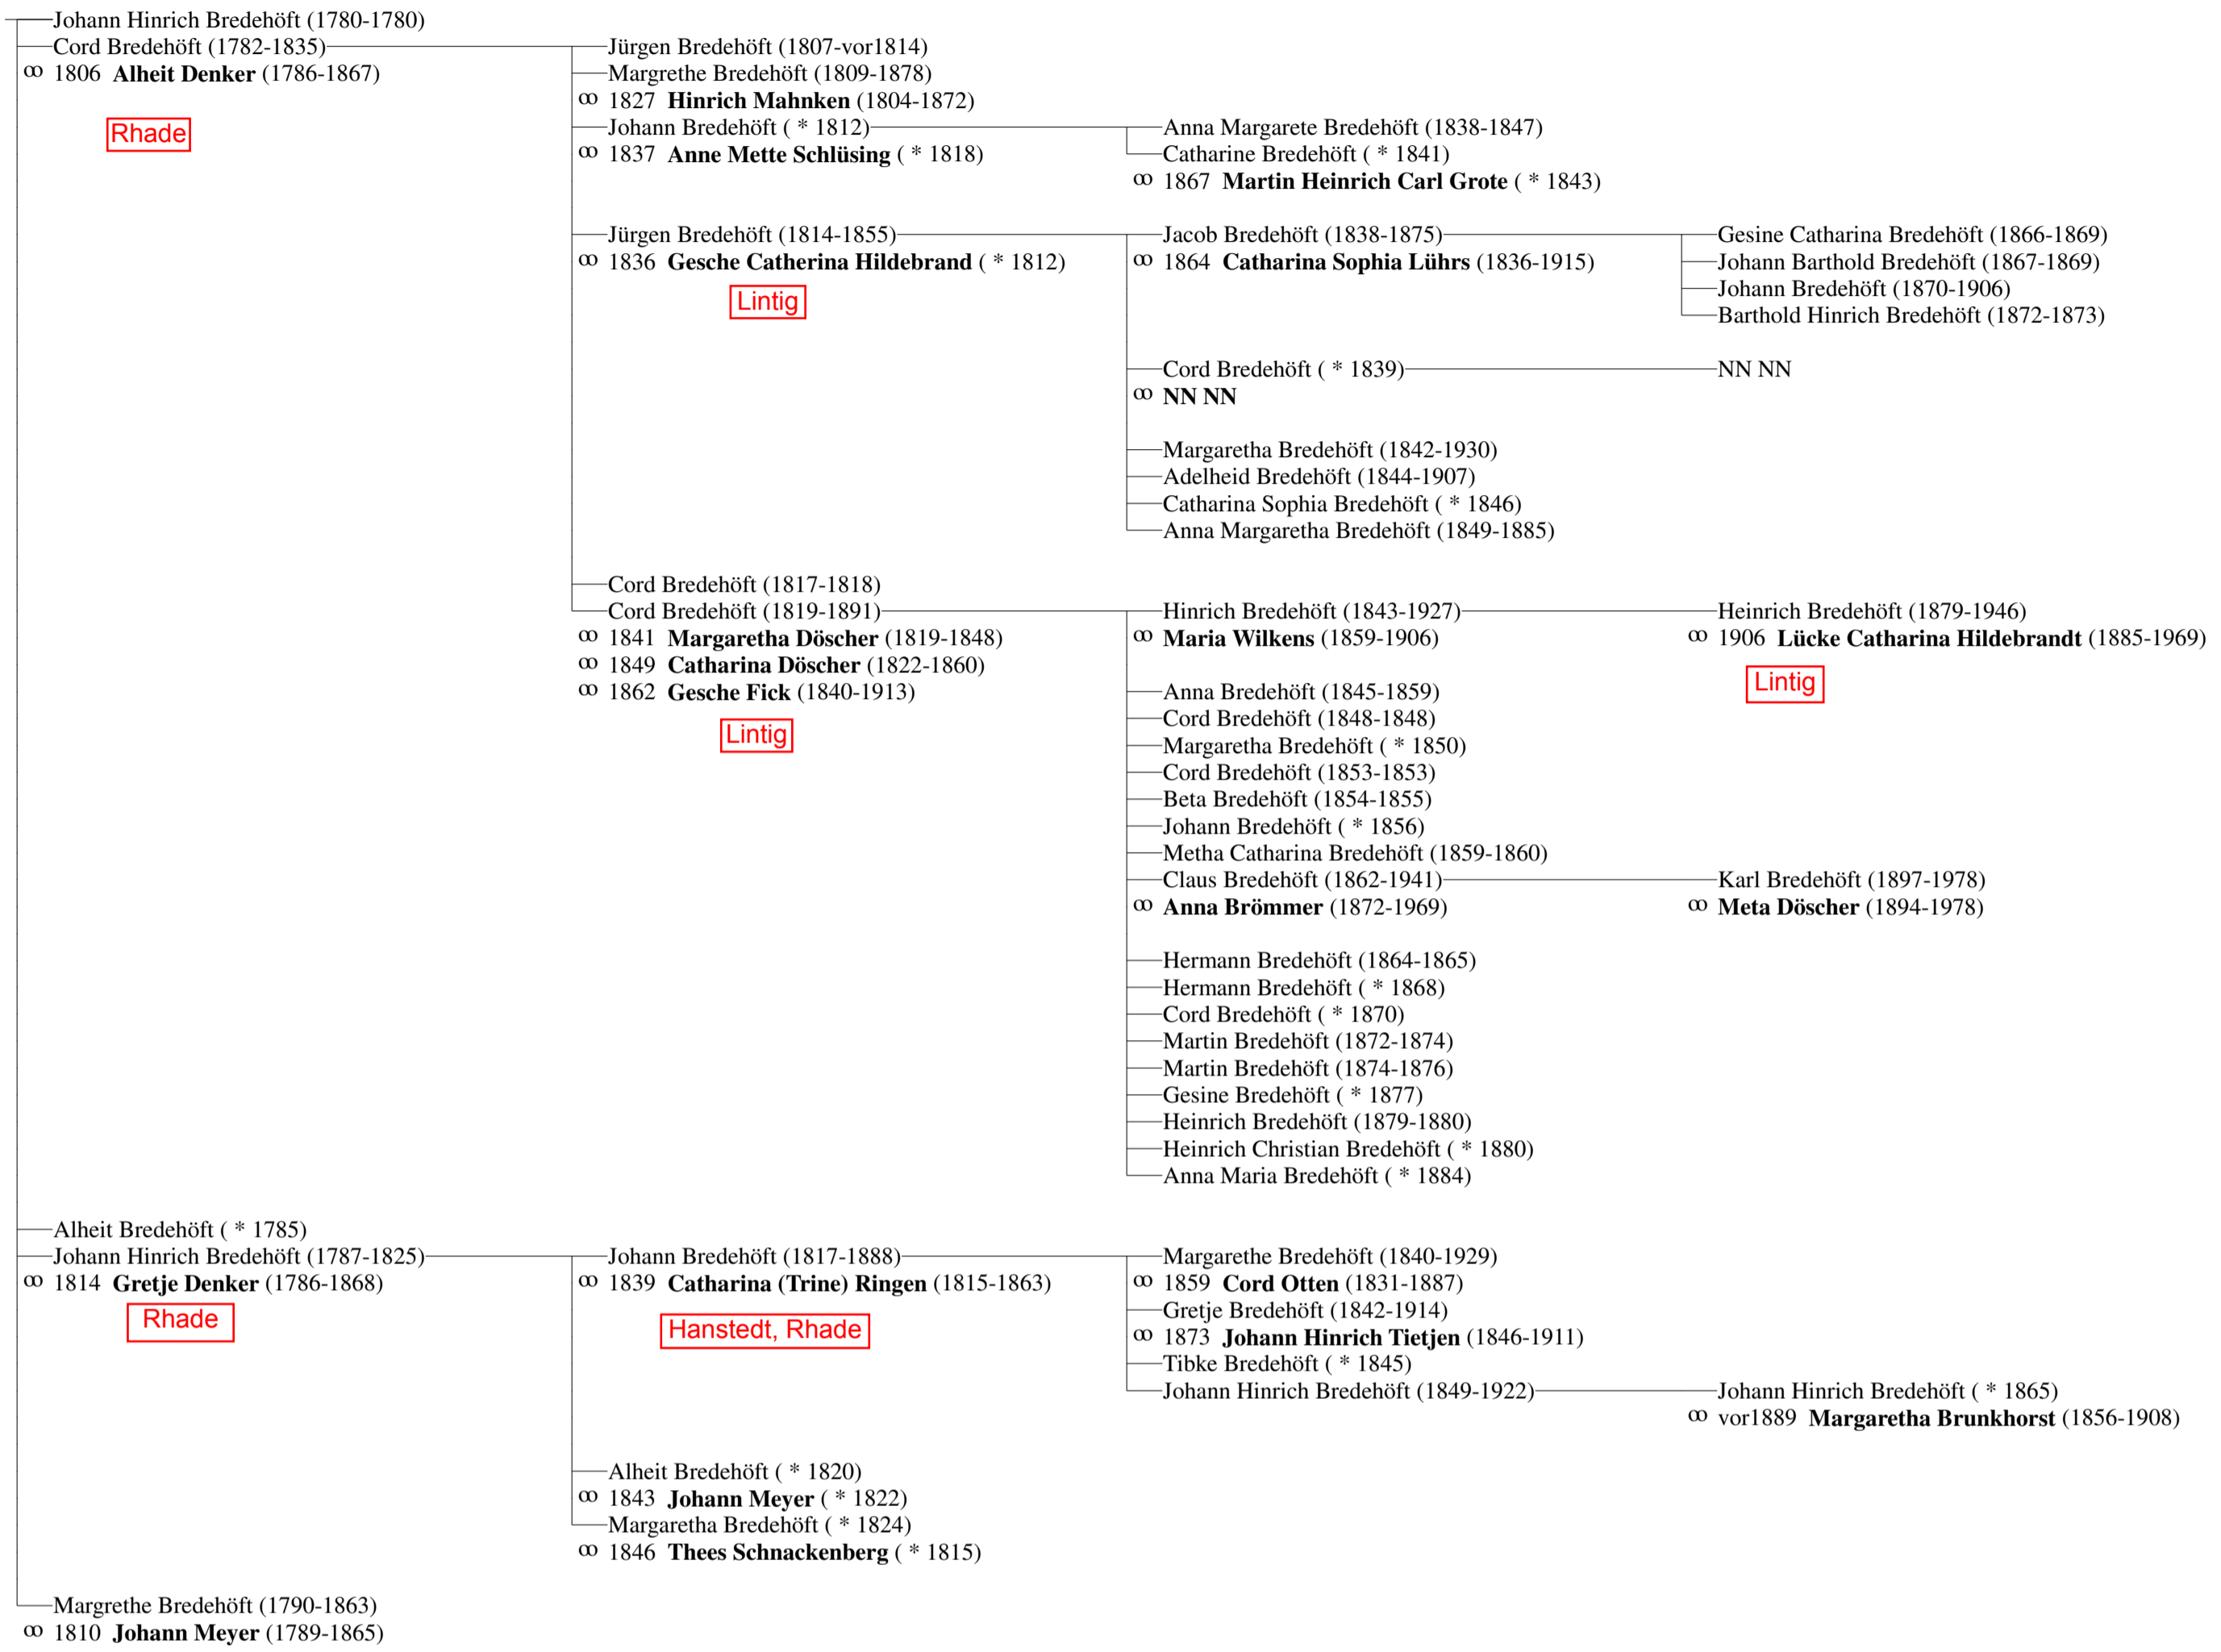 Johann Hinrich Bredehöft (1780-1780)
Cord Bredehöft (1782-1835)
∞ 1806 Alheit Denker (1786-1867)
Rhade
Jürgen Bredehöft (1807-vor1814)
Margrethe Bredehöft (1809-1878)
∞ 1827 Hinrich Mahnken (1804-1872)
Johann Bredehöft ( * 1812)
∞ 1837 Anne Mette Schlüsing ( * 1818)
Anna Margarete Bredehöft (1838-1847)
Catharine Bredehöft ( * 1841)
∞ 1867 Martin Heinrich Carl Grote ( * 1843)
Jürgen Bredehöft (1814-1855)
∞ 1836 Gesche Catherina Hildebrand ( * 1812)
Lintig
Jacob Bredehöft (1838-1875)
∞ 1864 Catharina Sophia Lührs (1836-1915)
Gesine Catharina Bredehöft (1866-1869)
Johann Barthold Bredehöft (1867-1869)
Johann Bredehöft (1870-1906)
Barthold Hinrich Bredehöft (1872-1873)
Cord Bredehöft ( * 1839)
∞ NN NN
NN NN
Margaretha Bredehöft (1842-1930)
Adelheid Bredehöft (1844-1907)
Catharina Sophia Bredehöft ( * 1846)
Anna Margaretha Bredehöft (1849-1885)
Cord Bredehöft (1817-1818)
Cord Bredehöft (1819-1891)
∞ 1841 Margaretha Döscher (1819-1848)
∞ 1849 Catharina Döscher (1822-1860)
∞ 1862 Gesche Fick (1840-1913)
Lintig
Hinrich Bredehöft (1843-1927)
∞ Maria Wilkens (1859-1906)
Heinrich Bredehöft (1879-1946)
∞ 1906 Lücke Catharina Hildebrandt (1885-1969)
Lintig
Anna Bredehöft (1845-1859)
Cord Bredehöft (1848-1848)
Margaretha Bredehöft ( * 1850)
Cord Bredehöft (1853-1853)
Beta Bredehöft (1854-1855)
Johann Bredehöft ( * 1856)
Metha Catharina Bredehöft (1859-1860)
Claus Bredehöft (1862-1941)
∞ Anna Brömmer (1872-1969)
Karl Bredehöft (1897-1978)
∞ Meta Döscher (1894-1978)
Hermann Bredehöft (1864-1865)
Hermann Bredehöft ( * 1868)
Cord Bredehöft ( * 1870)
Martin Bredehöft (1872-1874)
Martin Bredehöft (1874-1876)
Gesine Bredehöft ( * 1877)
Heinrich Bredehöft (1879-1880)
Heinrich Christian Bredehöft ( * 1880)
Anna Maria Bredehöft ( * 1884)
Alheit Bredehöft ( * 1785)
Johann Hinrich Bredehöft (1787-1825)
∞ 1814 Gretje Denker (1786-1868)
Rhade
Johann Bredehöft (1817-1888)
∞ 1839 Catharina (Trine) Ringen (1815-1863)
Hanstedt, Rhade
Margarethe Bredehöft (1840-1929)
∞ 1859 Cord Otten (1831-1887)
Gretje Bredehöft (1842-1914)
∞ 1873 Johann Hinrich Tietjen (1846-1911)
Tibke Bredehöft ( * 1845)
Johann Hinrich Bredehöft (1849-1922)
Johann Hinrich Bredehöft ( * 1865)
∞ vor1889 Margaretha Brunkhorst (1856-1908)
Alheit Bredehöft ( * 1820)
∞ 1843 Johann Meyer ( * 1822)
Margaretha Bredehöft ( * 1824)
∞ 1846 Thees Schnackenberg ( * 1815)
Margrethe Bredehöft (1790-1863)
∞ 1810 Johann Meyer (1789-1865)